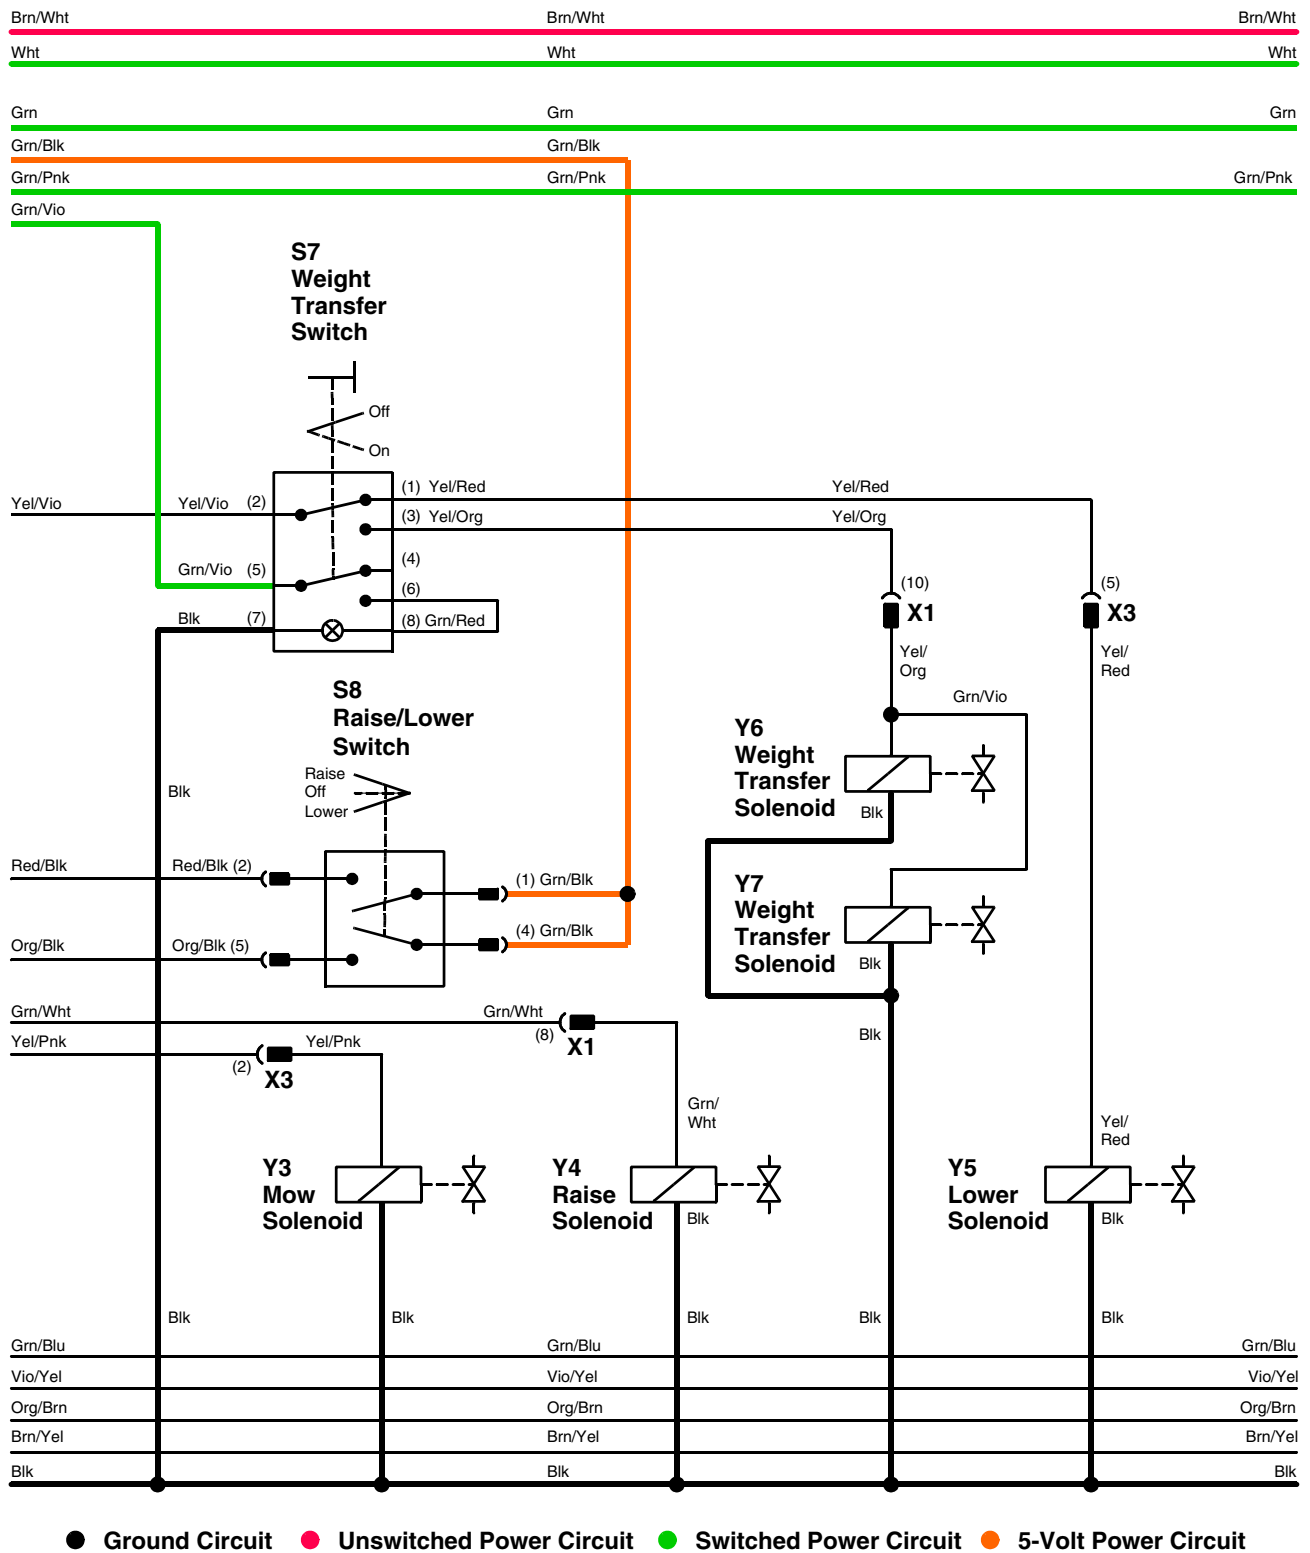 Brn/Wht Brn/Wht Brn/Wht
Wht Wht Wht
Grn Grn Grn
Grn/Blk Grn/Blk
Grn/Pnk Grn/Pnk Grn/Pnk
Grn/Vio
S7
Weight
Transfer
Switch
Off
On
Yel/Vio Yel/Vio (2) (1) Yel/Red Yel/Red
(3) Yel/Org Yel/Org
Grn/Vio (5) (4)
(6)
Blk (7) (8) Grn/Red
(10) (5)
X1 X3
Yel/
Org
Yel/
Red
S8
Raise/Lower
Switch
Grn/Vio
Y6
Weight
Transfer
Solenoid
Blk
Raise
Off
Lower
Blk
Red/Blk Red/Blk (2) (1) Grn/Blk
Org/Blk Org/Blk (5) (4) Grn/Blk
Y7
Weight
Transfer
Solenoid
Blk
Grn/Wht Grn/Wht
(8)
X1
Blk
Yel/Pnk Yel/Pnk
(2)
X3
Grn/
Wht
Yel/
Red
Y3
Mow
Solenoid
Y4
Raise
Solenoid
Blk
Y5
Lower
Solenoid
Blk
Blk Blk Blk Blk Blk
Grn/Blu Grn/Blu Grn/Blu
Vio/Yel Vio/Yel Vio/Yel
Org/Brn Org/Brn Org/Brn
Brn/Yel Brn/Yel Brn/Yel
Blk Blk Blk
Ground Circuit Unswitched Power Circuit Switched Power Circuit 5-Volt Power Circuit